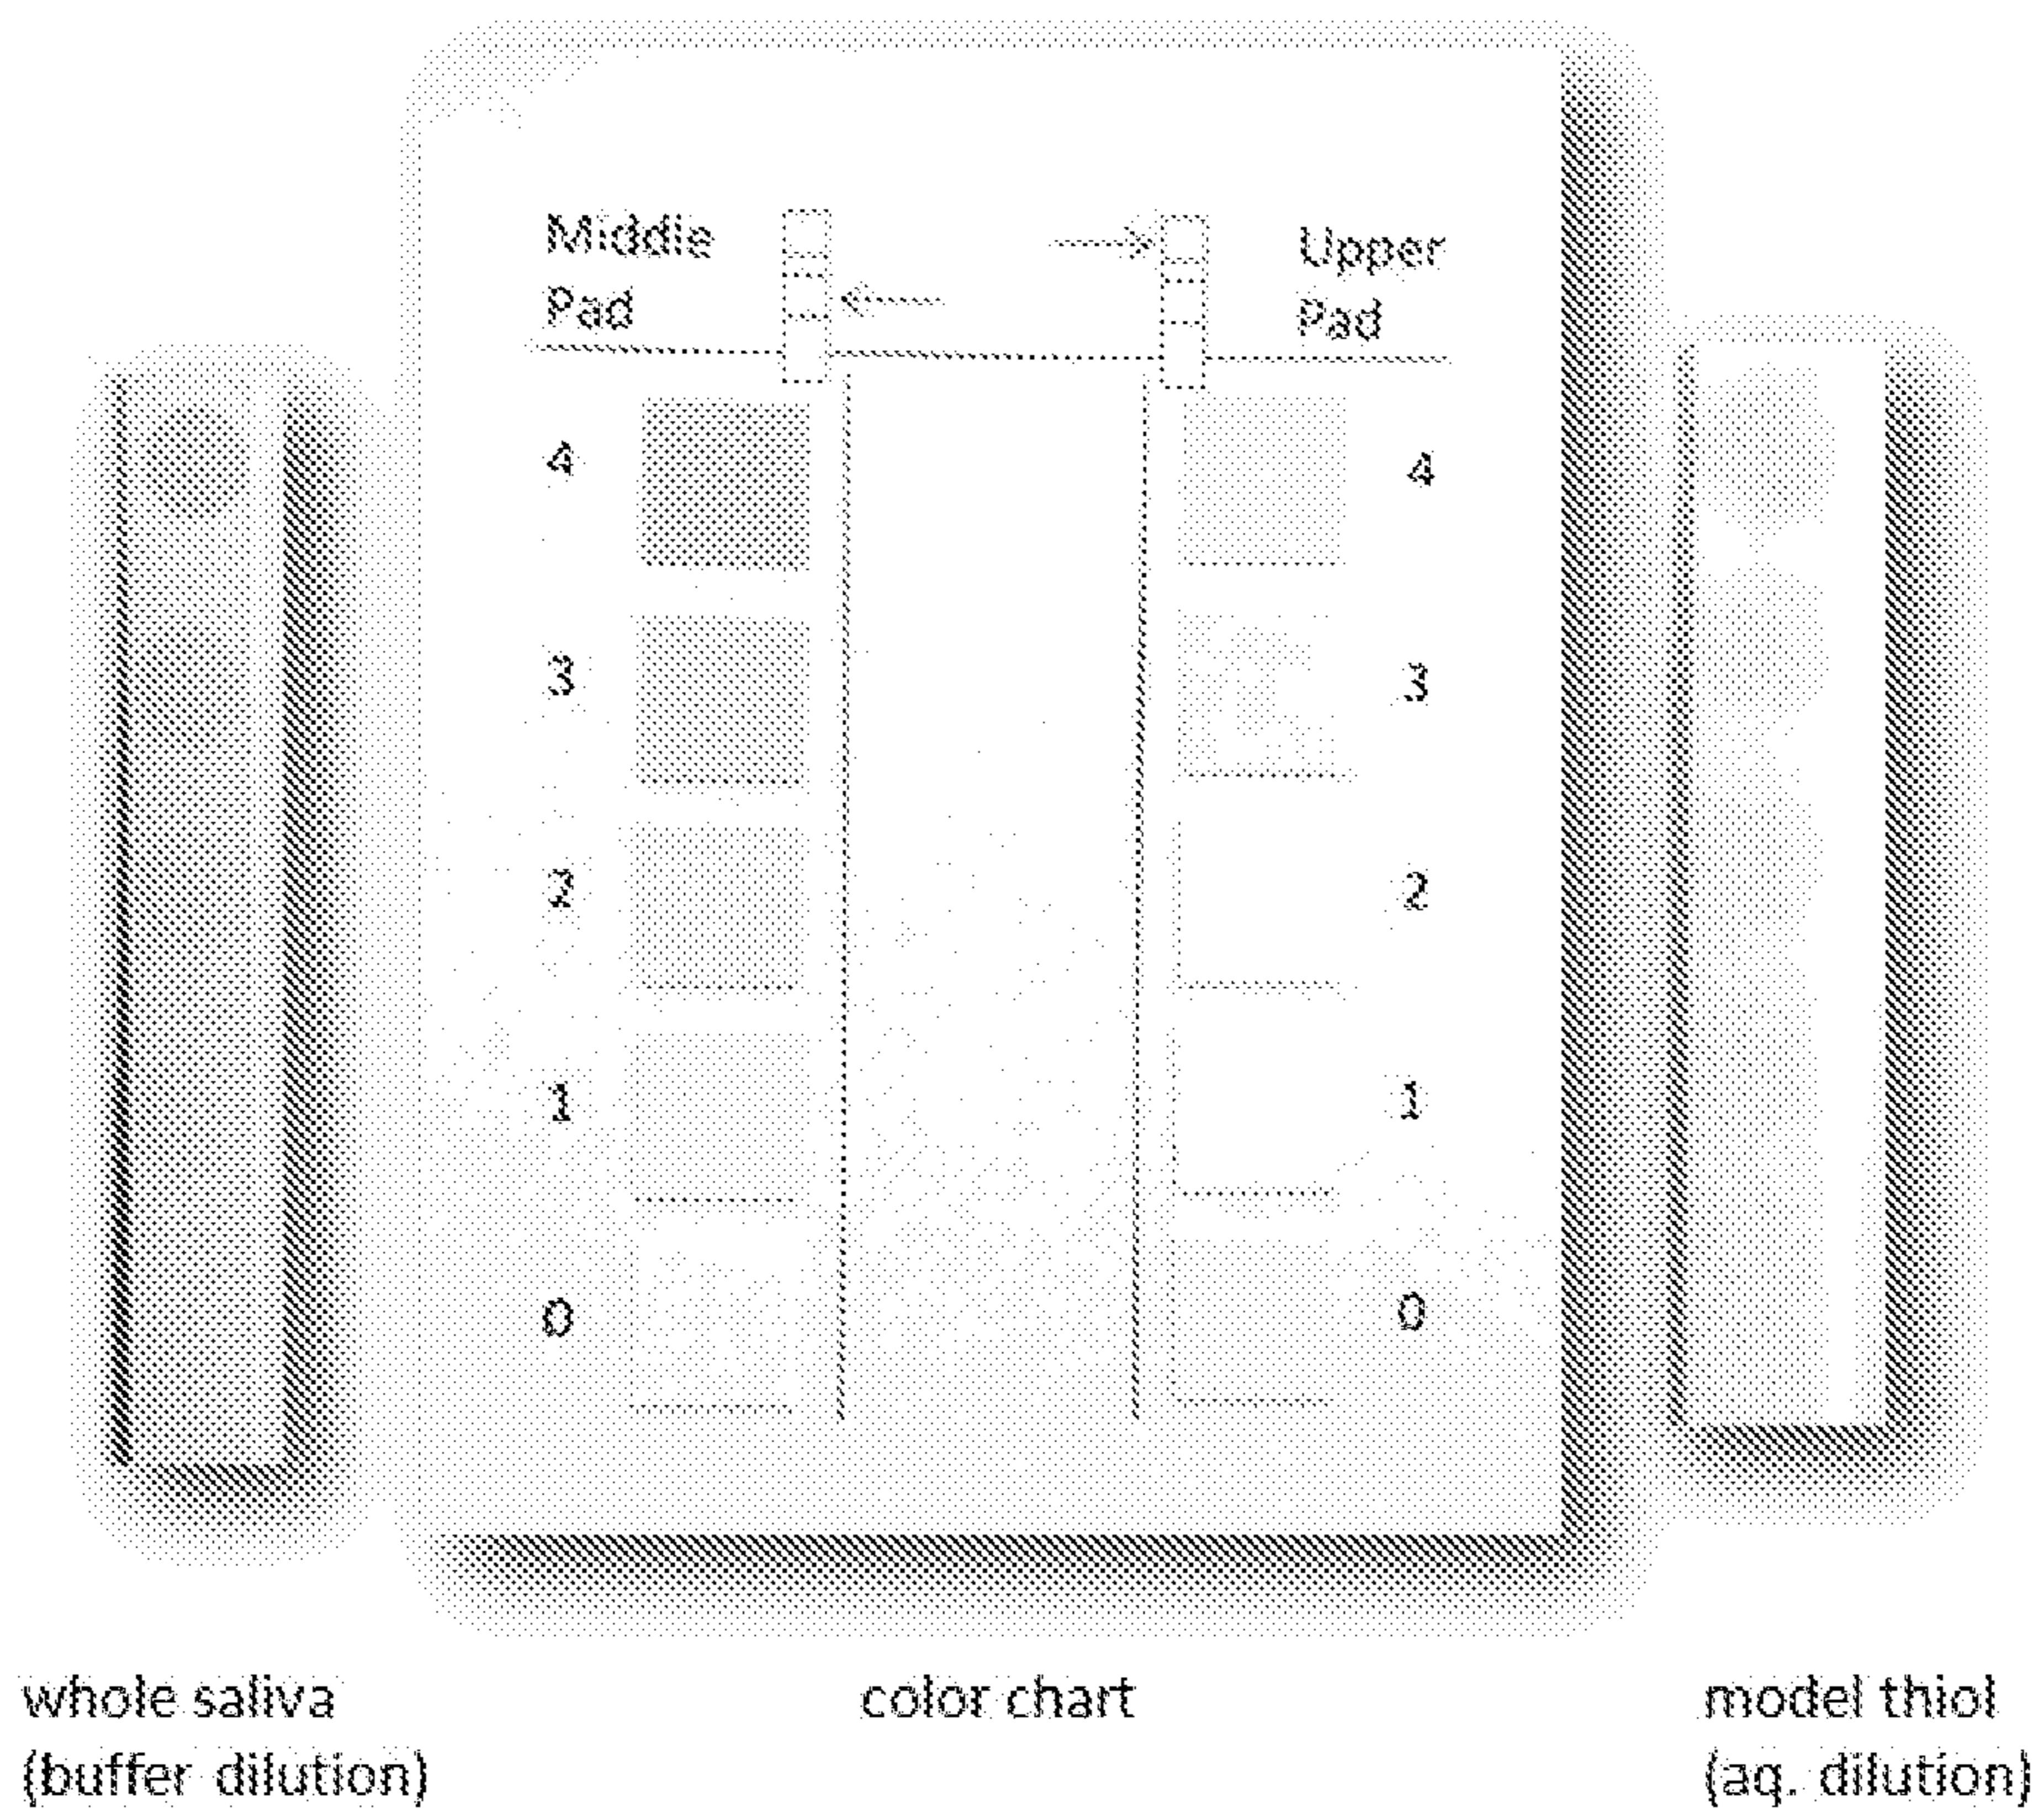 Middle
Pad
Upper
Pad
4
4
3
3
2
2
1
1
0
0
whole saliva
(buffer dilution)
color chart
model thiol
(aq. dilution)